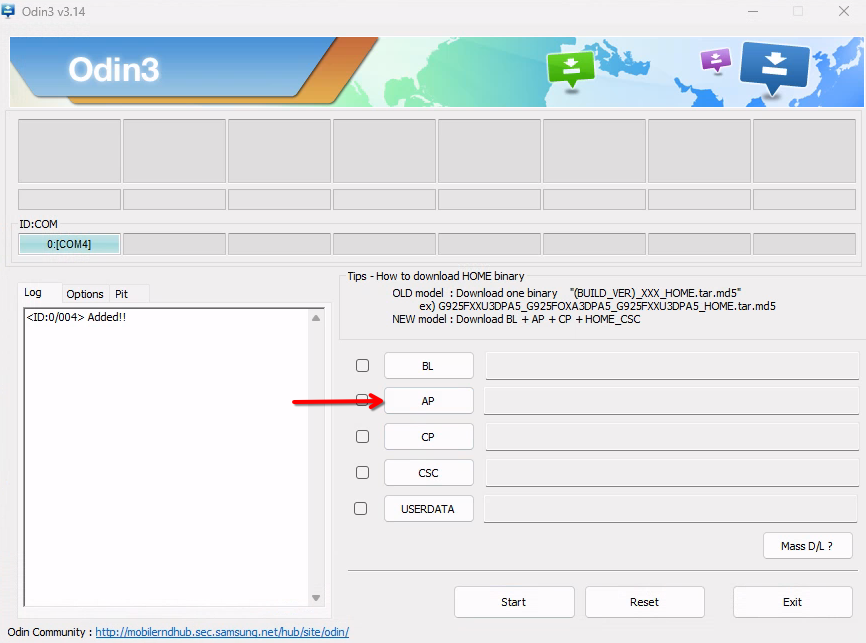 Odin3 v3.14
Odin3
ID:COM
0:[COM4]
Log
Options
Pit
<ID:0/004> Added!!
Tips - How to download HOME binary
OLD model : Download one binary "(BUILD_VER)_XXX_HOME.tar.md5"
ex) G925FXXU3DPA5_G925FOXA3DPA5_G925FXXU3DPA5_HOME.tar.md5
NEW model : Download BL + AP + CP + HOME_CSC
BL
AP
CP
CSC
USERDATA
Mass D/L ?
Start
Reset
Exit
Odin Community : http://mobilerndhub.sec.samsung.net/hub/site/odin/